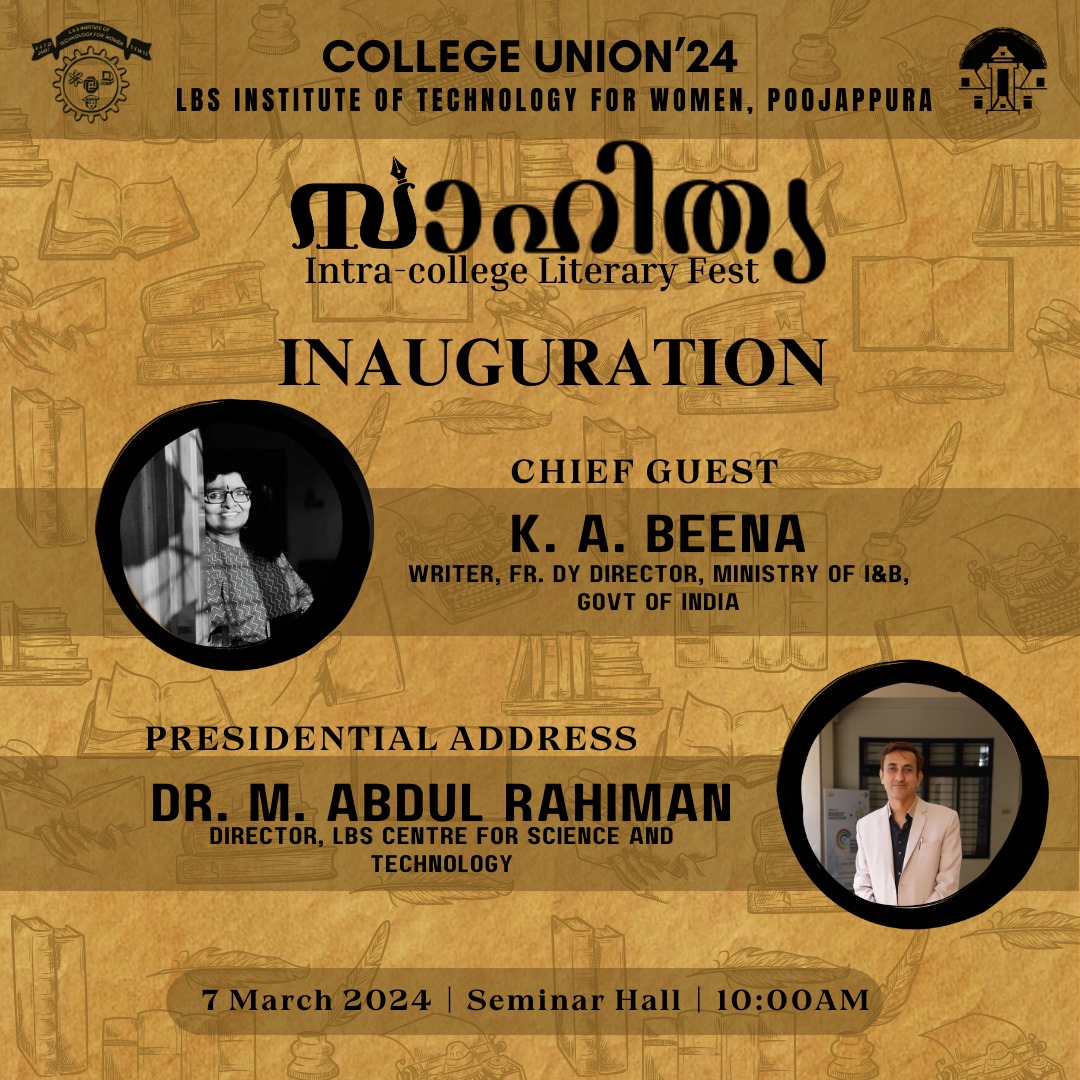 COLLEGE UNION'24
LBS INSTITUTE OF TECHNOLOGY FOR WOMEN, POOJAPPURA
സാഹിത്യ
Intra-college Literary Fest
INAUGURATION
CHIEF GUEST
K. A. BEENA
WRITER, FR. DY DIRECTOR, MINISTRY OF I&B,
GOVT OF INDIA
PRESIDENTIAL ADDRESS
DR. M. ABDUL RAHIMAN
DIRECTOR, LBS CENTRE FOR SCIENCE AND
TECHNOLOGY
7 March 2024 | Seminar Hall | 10:00AM